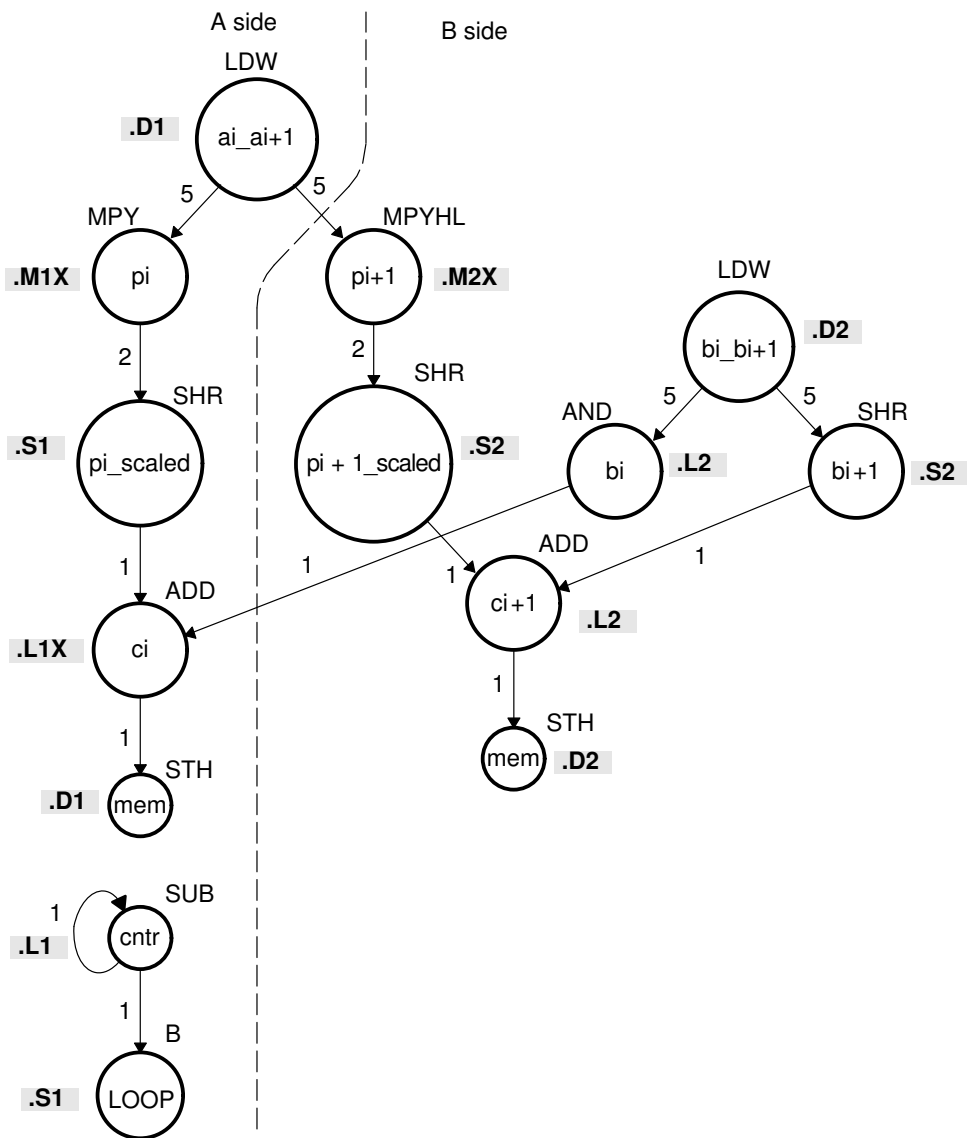 A side
B side
LDW
.D1
ai_ai+1
5
5
MPY
MPYHL
.M1X
pi
pi+1
.M2X
LDW
bi_bi+1
.D2
2
2
SHR
SHR
5
5
AND
SHR
.S1
pi_scaled
pi + 1_scaled
.S2
bi
.L2
bi+1
.S2
1
1
1
1
ADD
ADD
.L1X
ci
ci+1
.L2
1
1
STH
STH
.D1
mem
mem
.D2
SUB
1
.L1
cntr
1
B
.S1
LOOP